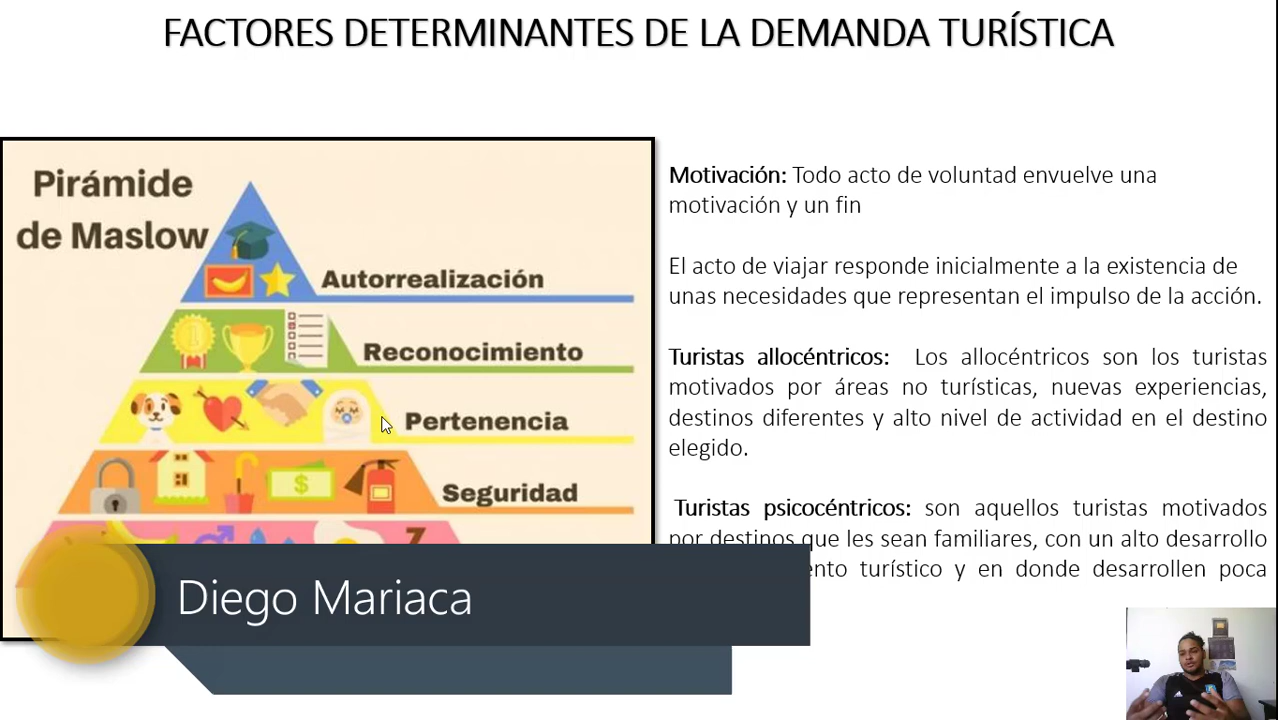 FACTORES DETERMINANTES DE LA DEMANDA TURÍSTICA
Pirámide
de Maslow
Autorrealización
Reconocimiento
Pertenencia
Seguridad
Motivación: Todo acto de voluntad envuelve una
motivación y un fin
El acto de viajar responde inicialmente a la existencia de
unas necesidades que representan el impulso de la acción.
Turistas allocéntricos: Los allocéntricos son los turistas
motivados por áreas no turísticas, nuevas experiencias,
destinos diferentes y alto nivel de actividad en el destino
elegido.
Turistas psicocéntricos: son aquellos turistas motivados
por destinos que les sean familiares, con un alto desarrollo
turístico y en donde desarrollen poca
Diego Mariaca